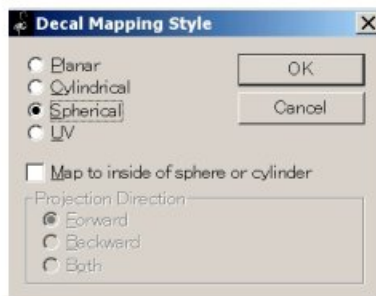 Decal Mapping Style
Planar
Cylindrical
Spherical
UV
OK
Cancel
Map to inside of sphere or cylinder
Projection Direction
Forward
Backward
Both